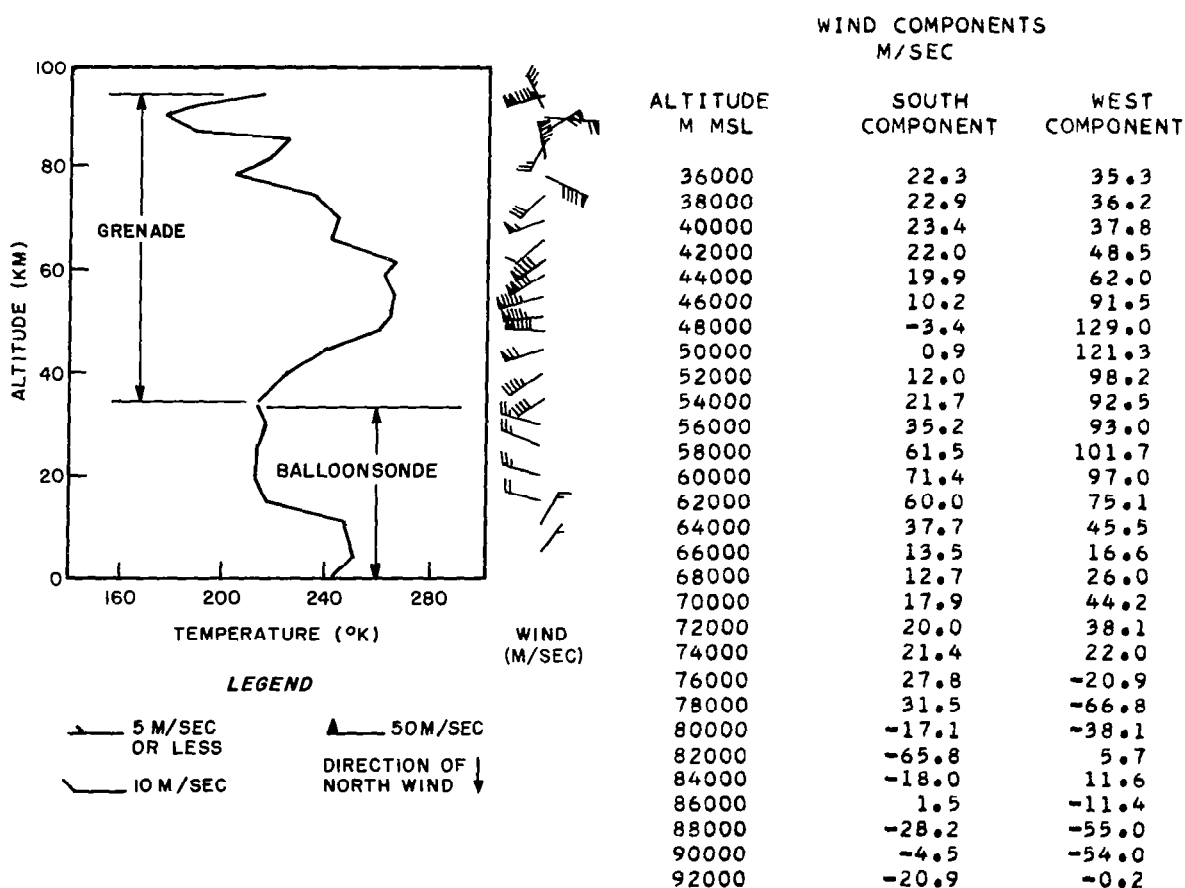 100
80
60
40
20
0
ALTITUDE (KM)
GRENADE
BALLOONSONDE
160 200 240 280
TEMPERATURE (°K)
WIND
(M/SEC)
LEGEND
5 M/SEC
OR LESS
50 M/SEC
10 M/SEC
DIRECTION OF
NORTH WIND
WIND COMPONENTS
M/SEC
ALTITUDE SOUTH WEST
M MSL COMPONENT COMPONENT
36000 22.3 35.3
38000 22.9 36.2
40000 23.4 37.8
42000 22.0 48.5
44000 19.9 62.0
46000 10.2 91.5
48000 -3.4 129.0
50000 0.9 121.3
52000 12.0 98.2
54000 21.7 92.5
56000 35.2 93.0
58000 61.5 101.7
60000 71.4 97.0
62000 60.0 75.1
64000 37.7 45.5
66000 13.5 16.6
68000 12.7 26.0
70000 17.9 44.2
72000 20.0 38.1
74000 21.4 22.0
76000 27.8 -20.9
78000 31.5 -66.8
80000 -17.1 -38.1
82000 -65.8 5.7
84000 -18.0 11.6
86000 1.5 -11.4
88000 -28.2 -55.0
90000 -4.5 -54.0
92000 -20.9 -0.2